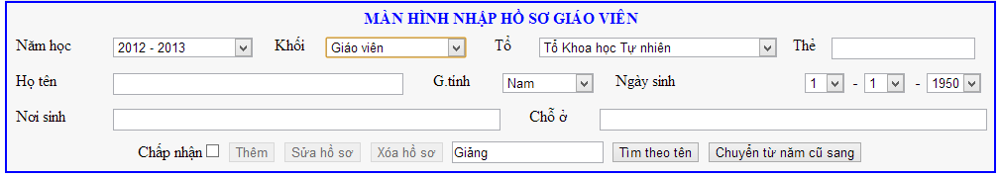 MÀN HÌNH NHẬP HỒ SƠ GIÁO VIÊN
Năm học 2012 - 2013 Khối Giáo viên Tổ Tổ Khoa học Tự nhiên Thẻ
Họ tên G.tính Nam Ngày sinh 1 - 1 - 1950
Nơi sinh Chỗ ở
Chấp nhận Thêm Sửa hồ sơ Xóa hồ sơ Giảng Tìm theo tên Chuyển từ năm cũ sang